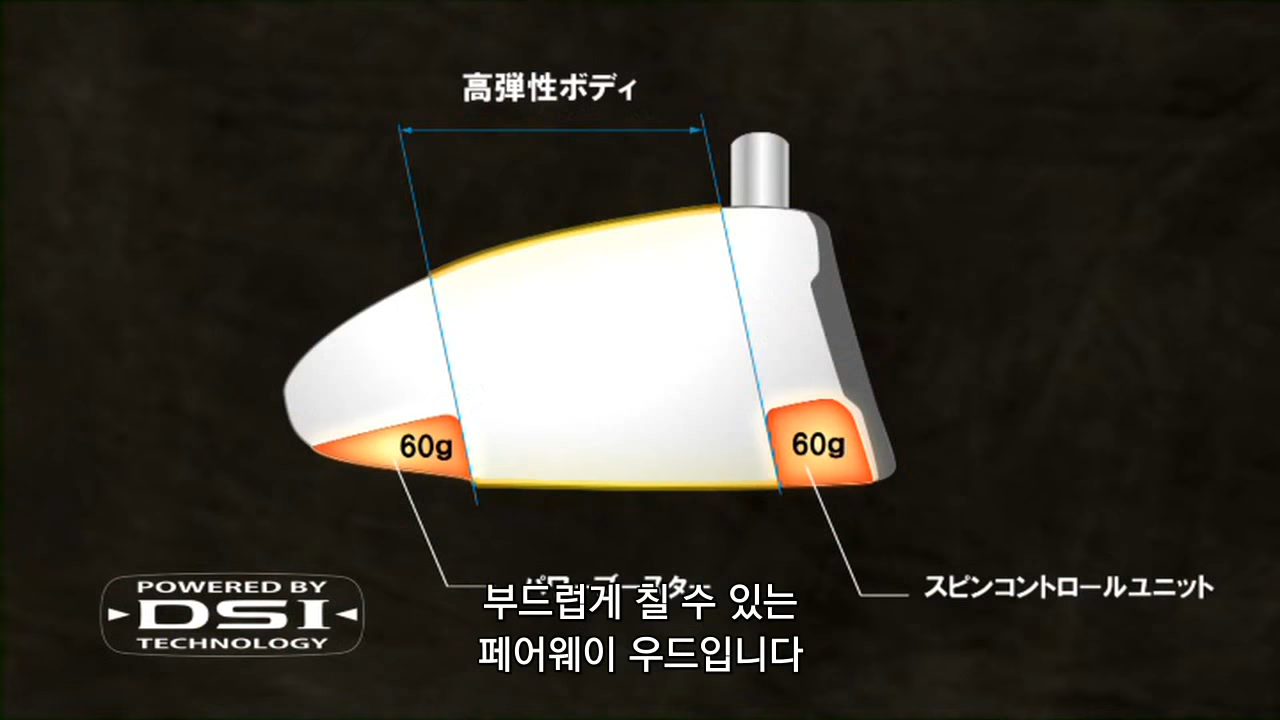 高弾性ボディ
60g
60g
スピンコントロールユニット
POWERED BY
DSI
TECHNOLOGY
부드럽게 칠 수 있는
페어웨이 우드입니다